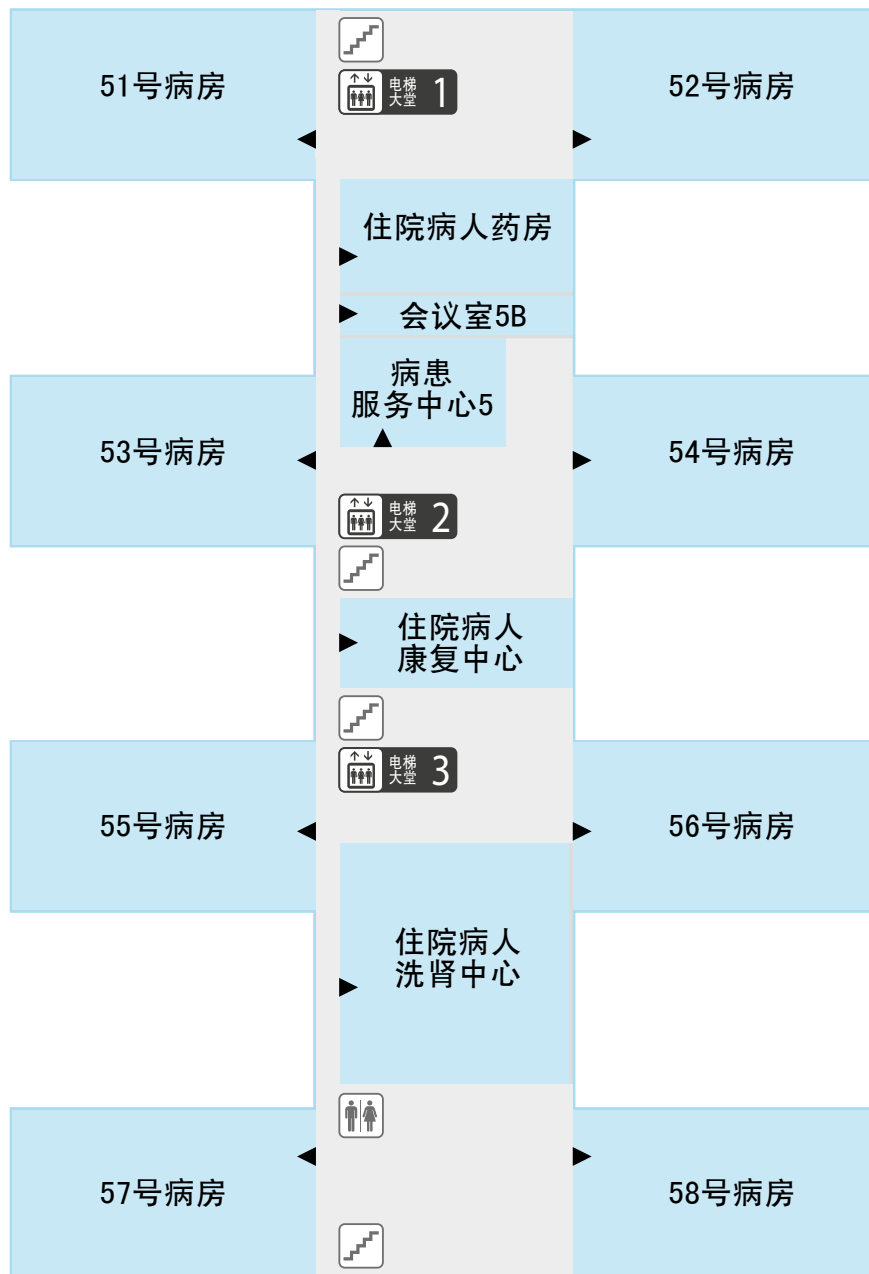 51号病房
电梯
大堂 1
52号病房
住院病人药房
会议室5B
病患
服务中心5
53号病房
54号病房
电梯
大堂 2
住院病人
康复中心
电梯
大堂 3
55号病房
56号病房
住院病人
洗肾中心
57号病房
58号病房